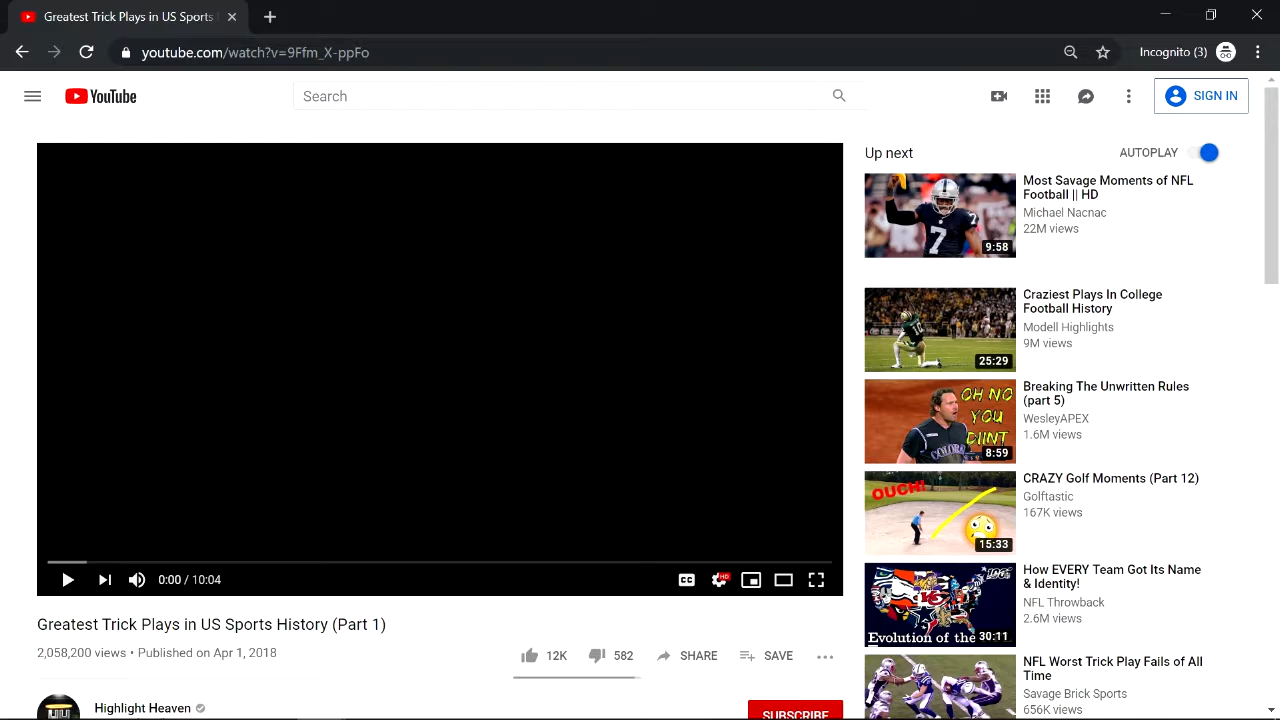 Greatest Trick Plays in US Sports
youtube.com/watch?v=9Ffm_X-ppFo
Incognito (3)
YouTube
Search
SIGN IN
Up next
AUTOPLAY
Most Savage Moments of NFL
Football || HD
Michael Nacnac
22M views
7
9:58
Craziest Plays In College
Football History
Modell Highlights
9M views
25:29
Breaking The Unwritten Rules
(part 5)
WesleyAPEX
1.6M views
OH NO
YOU
DIINT
8:59
CRAZY Golf Moments (Part 12)
Golftastic
167K views
OUCH!
15:33
How EVERY Team Got Its Name
& Identity!
NFL Throwback
2.6M views
100
Evolution of the
30:11
NFL Worst Trick Play Fails of All
Time
Savage Brick Sports
656K views
0:00 / 10:04
CC
HD
Greatest Trick Plays in US Sports History (Part 1)
2,058,200 views • Published on Apr 1, 2018
12K
582
SHARE
SAVE
Highlight Heaven
SUBSCRIBE